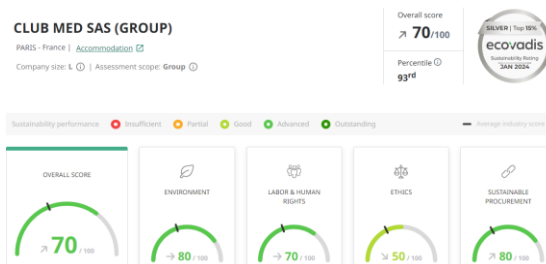 CLUB MED SAS (GROUP)
PARIS - France | Accommodation
Company size: L | Assessment scope: Group
Overall score
70/100
Percentile
93rd
SILVER | Top 15%
ecovadis
Sustainability Rating
JAN 2024
Sustainability performance Insufficient Partial Good Advanced Outstanding Average industry score
OVERALL SCORE
70 / 100
ENVIRONMENT
80 / 100
LABOR & HUMAN
RIGHTS
70 / 100
ETHICS
50 / 100
SUSTAINABLE
PROCUREMENT
80 / 100